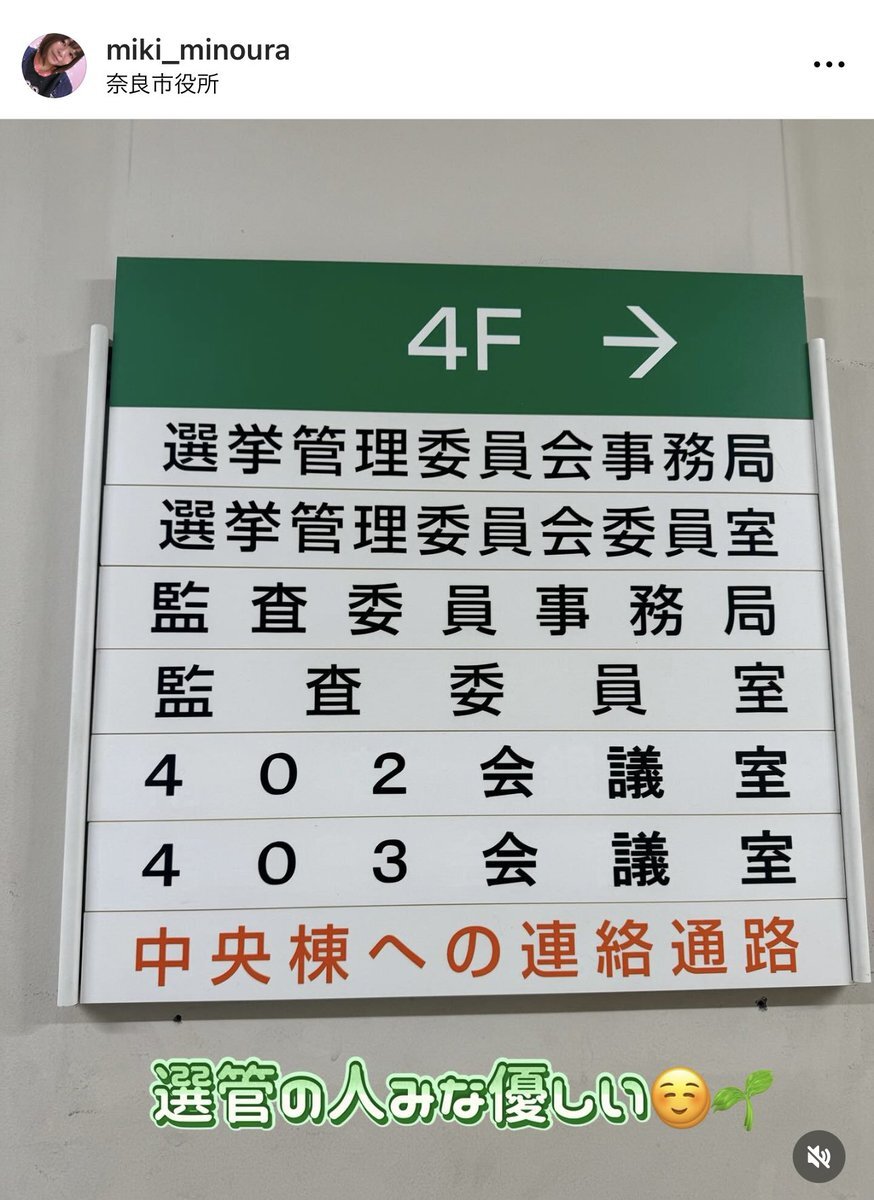 miki_minoura
奈良市役所
4F →
選挙管理委員会事務局
選挙管理委員会委員室
監査委員事務局
監査委員室
402会議室
403会議室
中央棟への連絡通路
選管の人みな優しい☺️🌱